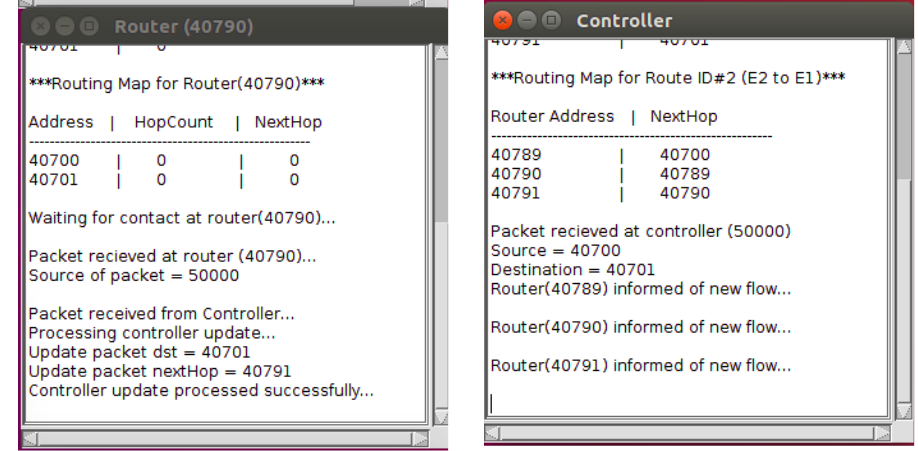 Router (40790)
40701 | 0
***Routing Map for Router(40790)***
Address | HopCount | NextHop
--------------------------------------------------------
40700 | 0 | 0
40701 | 0 | 0
Waiting for contact at router(40790)...
Packet recieved at router (40790)...
Source of packet = 50000
Packet received from Controller...
Processing controller update...
Update packet dst = 40701
Update packet nextHop = 40791
Controller update processed successfully...
Controller
40791 | 40701
***Routing Map for Route ID#2 (E2 to E1)***
Router Address | NextHop
--------------------------------------------------------
40789 | 40700
40790 | 40789
40791 | 40790
Packet recieved at controller (50000)
Source = 40700
Destination = 40701
Router(40789) informed of new flow...
Router(40790) informed of new flow...
Router(40791) informed of new flow...